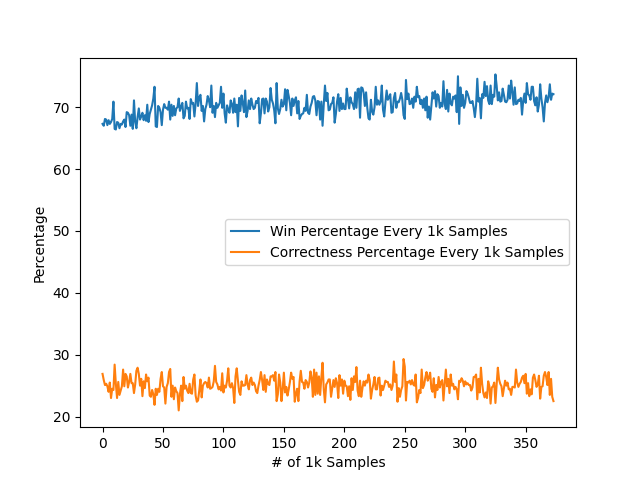 70
60
50
40
30
20
Percentage
Win Percentage Every 1k Samples
Correctness Percentage Every 1k Samples
0 50 100 150 200 250 300 350
# of 1k Samples